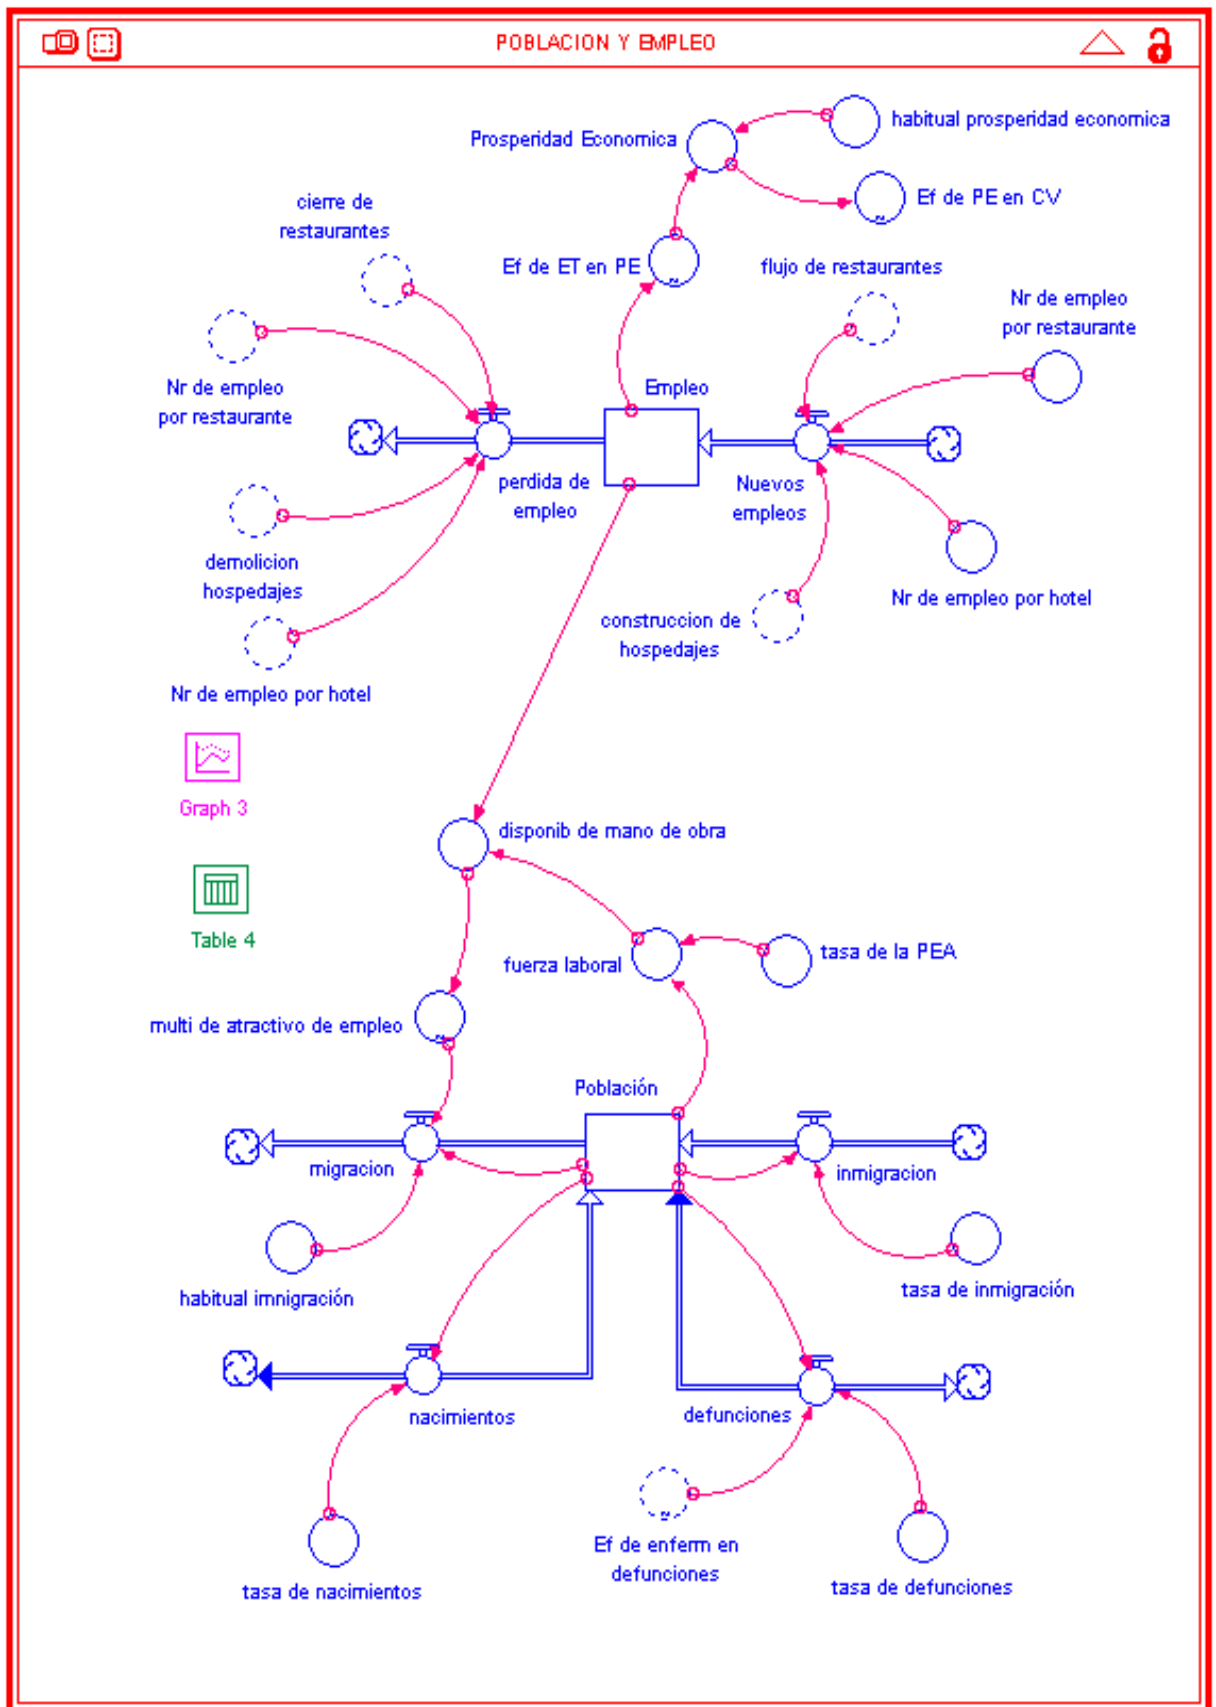 POBLACION Y EMPLEO
habitual prosperidad economica
Prosperidad Economica
Ef de PE en CV
cierre de
restaurantes
Ef de ET en PE
flujo de restaurantes
Nr de empleo
por restaurante
Nr de empleo
por restaurante
Empleo
perdida de
empleo
Nuevos
empleos
demolicion
hospedajes
Nr de empleo por hotel
construccion de
hospedajes
Nr de empleo por hotel
Graph 3
disponib de mano de obra
Table 4
fuerza laboral
tasa de la PEA
multi de atractivo de empleo
Población
migracion
inmigracion
habitual imnigración
tasa de inmigración
nacimientos
defunciones
Ef de enferm en
defunciones
tasa de nacimientos
tasa de defunciones